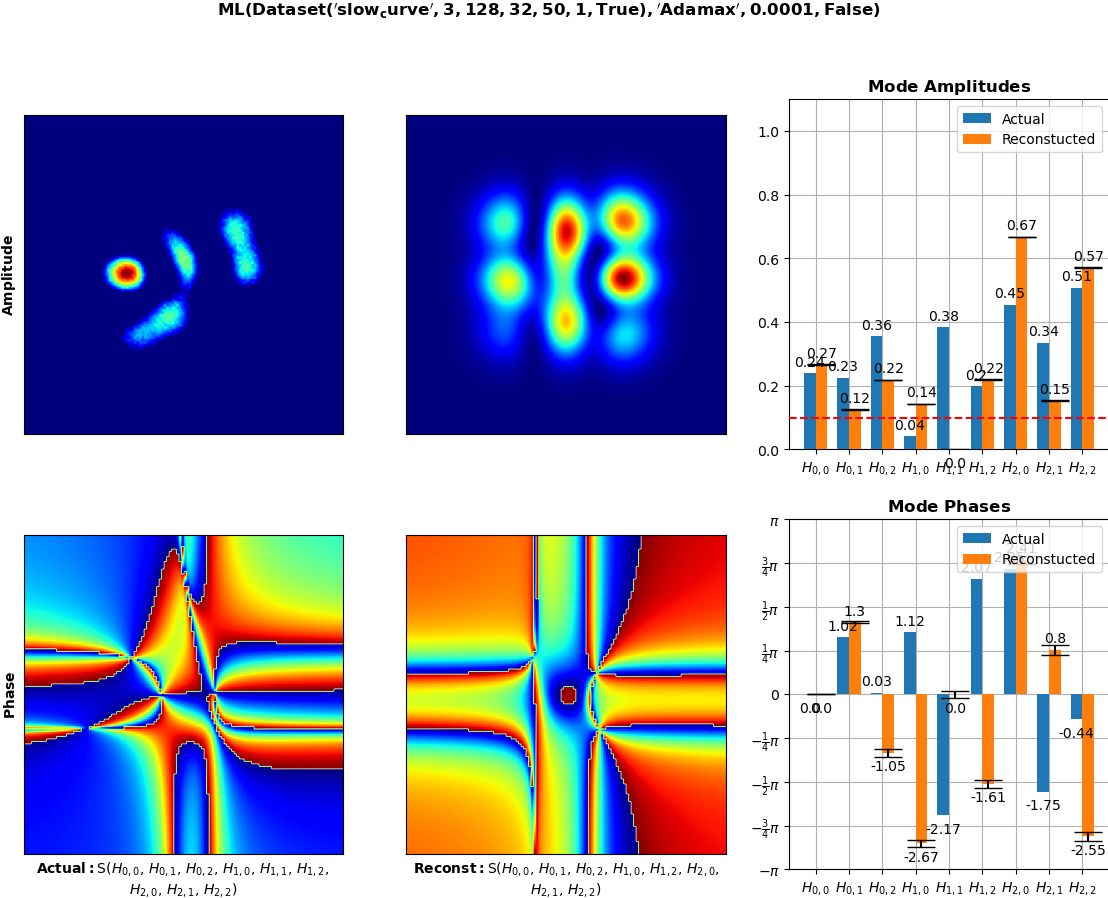 ML(Dataset('slow_curve', 3, 128, 32, 50, 1, True), 'Adamax', 0.0001, False)
Amplitude
Mode Amplitudes
Actual
Reconstucted
1.0
0.8
0.6
0.4
0.2
0.0
0.24
0.27
0.23
0.12
0.36
0.22
0.04
0.14
0.38
0.0
0.2
0.22
0.45
0.67
0.34
0.15
0.51
0.57
H0,0 H0,1 H0,2 H1,0 H1,1 H1,2 H2,0 H2,1 H2,2
Phase
Mode Phases
Actual
Reconstucted
π
3/4π
1/2π
1/4π
0
−1/4π
−1/2π
−3/4π
−π
0.0
0.0
1.02
1.3
0.03
-1.05
1.12
-2.67
-2.17
0.0
2.07
-1.61
2.41
-1.75
0.8
-0.44
-2.55
H0,0 H0,1 H0,2 H1,0 H1,1 H1,2 H2,0 H2,1 H2,2
Actual: S(H0,0, H0,1, H0,2, H1,0, H1,1, H1,2,
H2,0, H2,1, H2,2)
Reconst: S(H0,0, H0,1, H0,2, H1,0, H1,2, H2,0,
H2,1, H2,2)